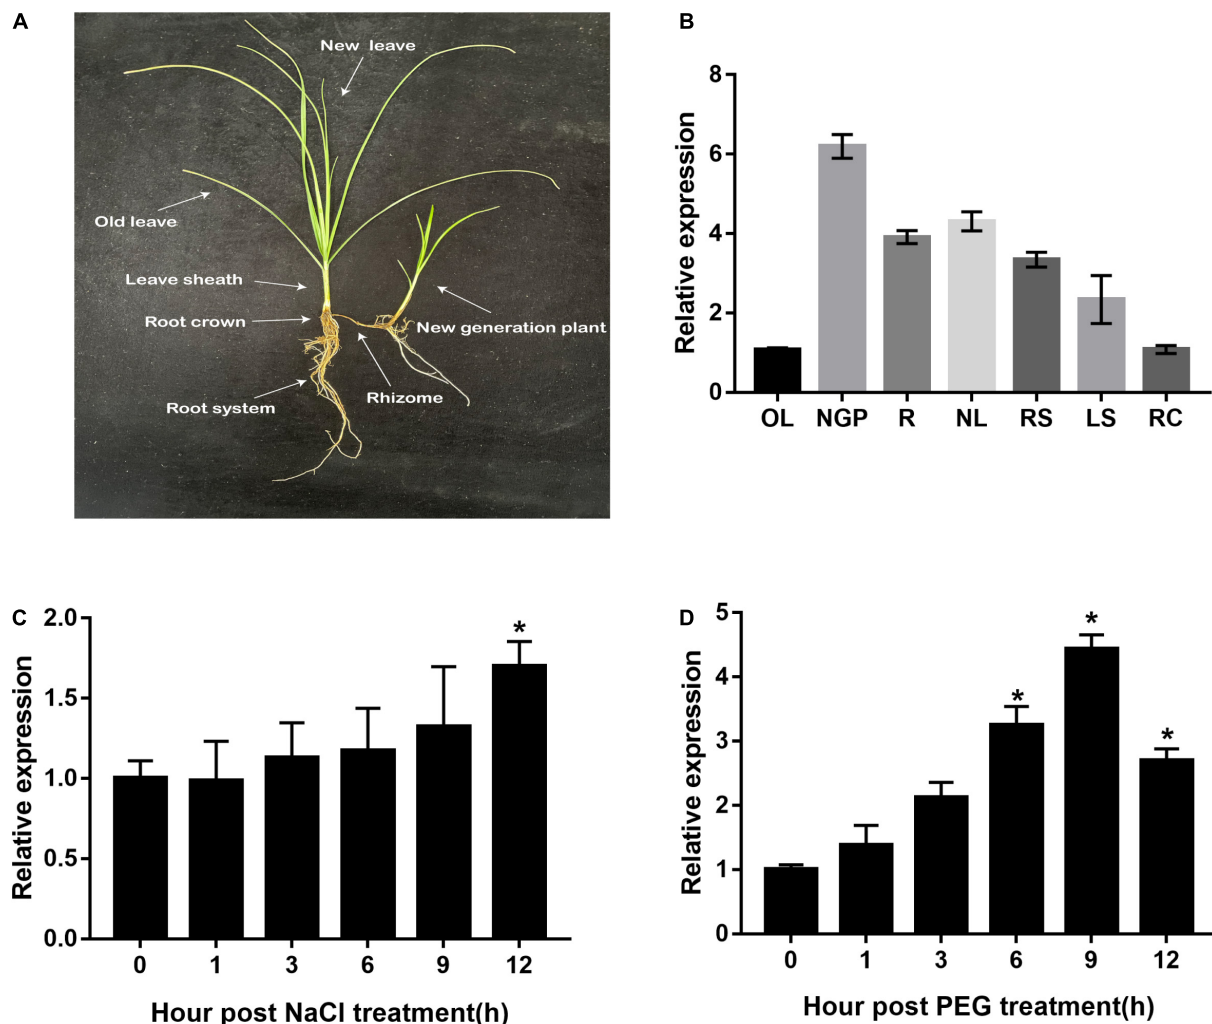 A
New leave
Old leave
Leave sheath
Root crown
New generation plant
Rhizome
Root system
B
Relative expression
8
6
4
2
0
OL NGP R NL RS LS RC
C
Relative expression
2.0
1.5
1.0
0.5
0.0
*
0 1 3 6 9 12
Hour post NaCl treatment(h)
D
Relative expression
5
4
3
2
1
0
* * *
0 1 3 6 9 12
Hour post PEG treatment(h)